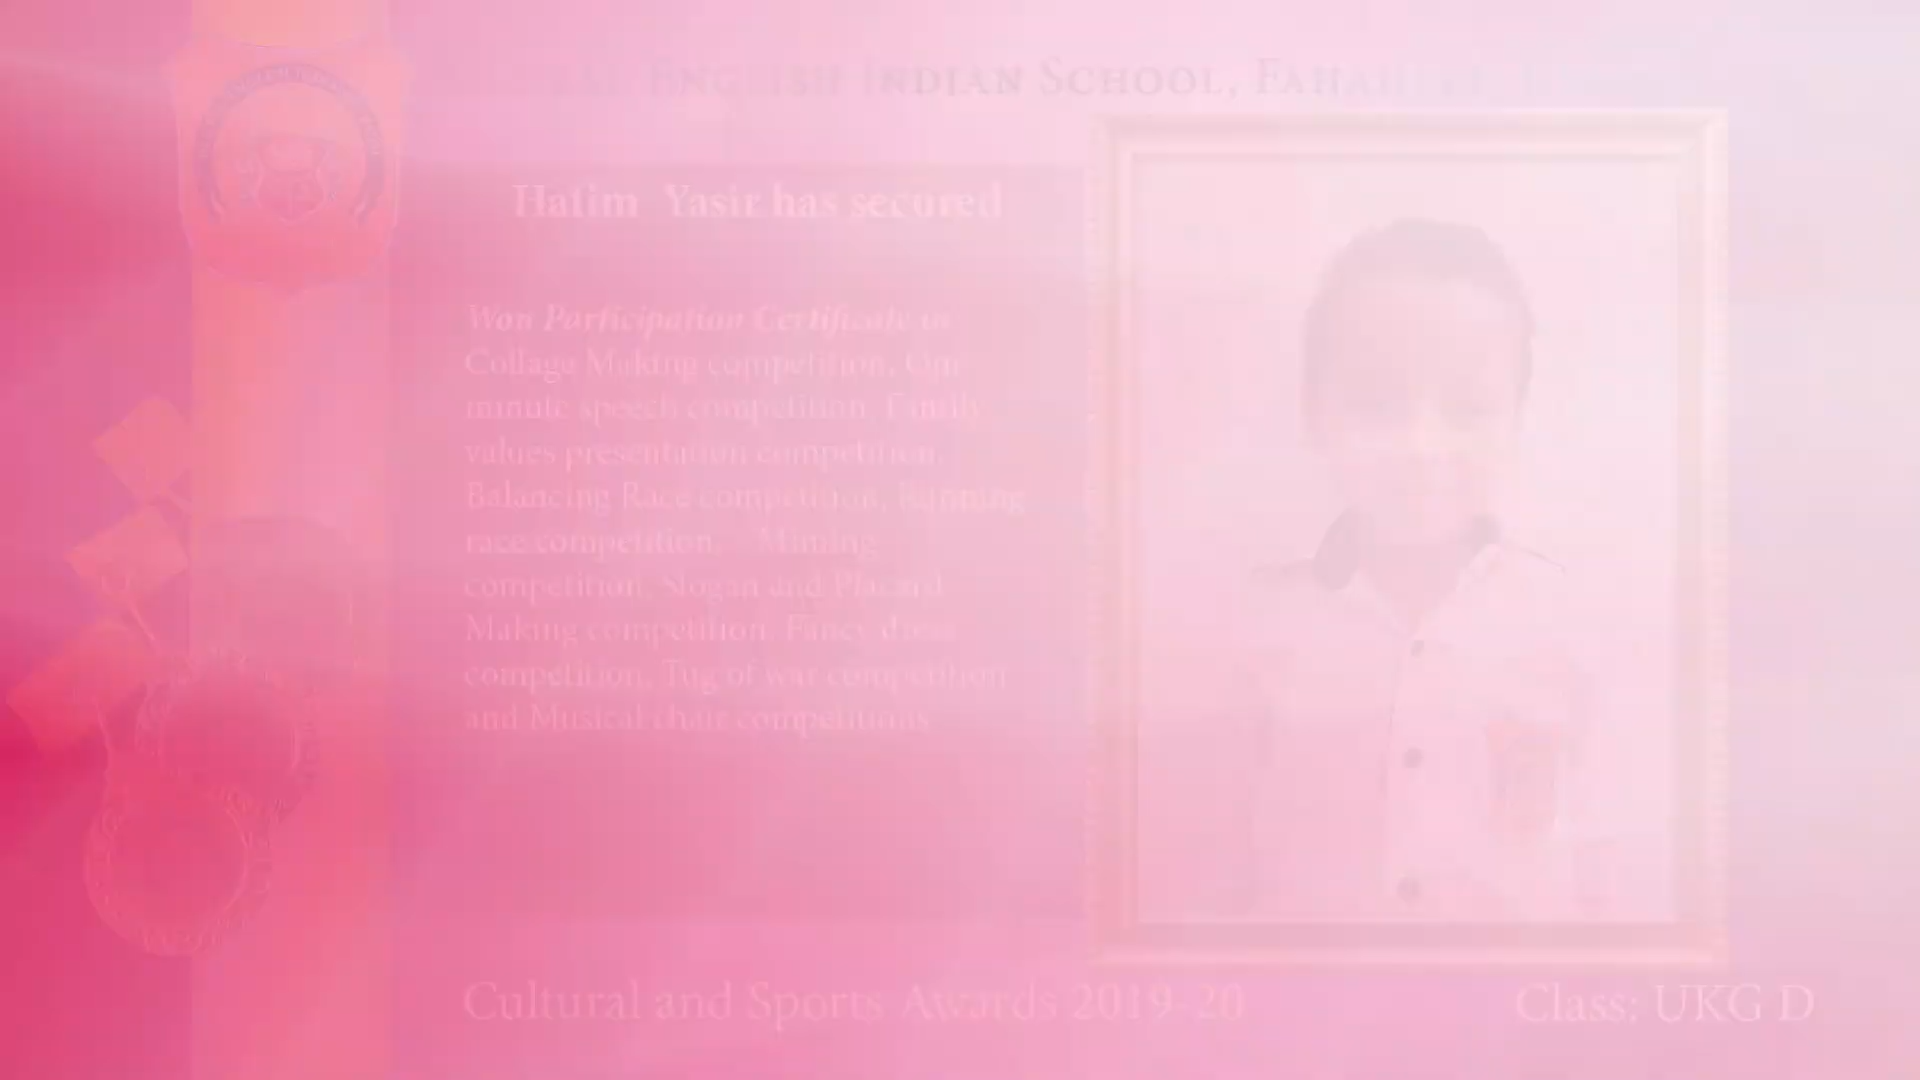 English Indian School,
Hafim Yasir has secured
Won Participation Certificate in
Collage Making competition, One
minute speech competition, Family
values presentation competition,
Balancing Race competition, Running
race competition, Miming
competition, Slogan and Placard
Making competition, Fancy dress
competition, Tug of war competition
and Musical chair competitions
Cultural and Sports Awards 2019-20
Class: UKG D